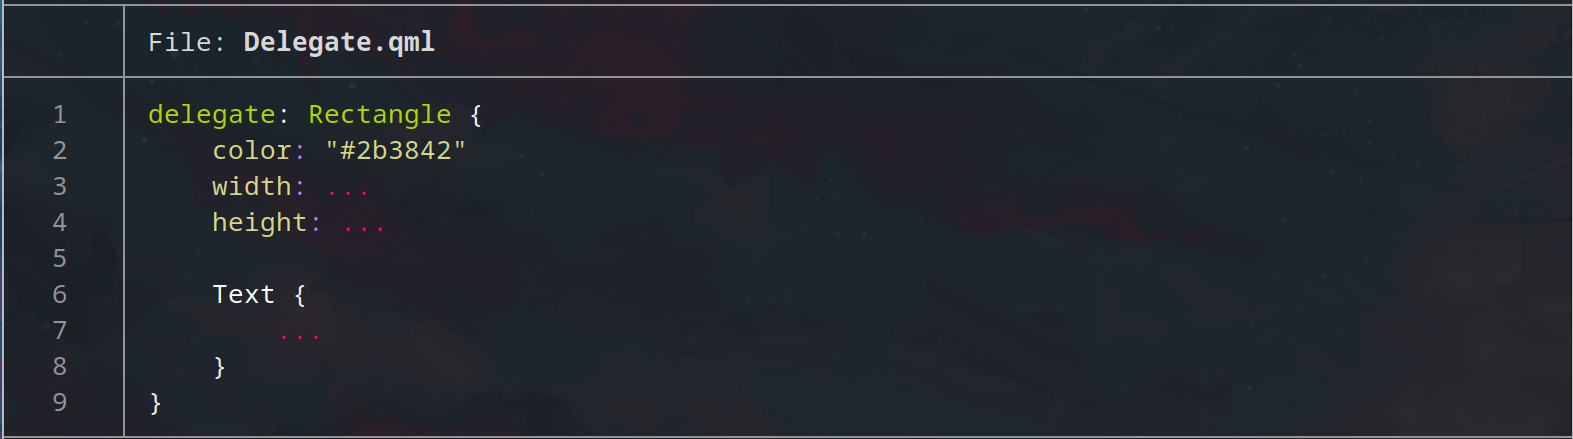 File: Delegate.qml
1 delegate: Rectangle {
2     color: "#2b3842"
3     width: ...
4     height: ...
5
6     Text {
7         ...
8     }
9 }